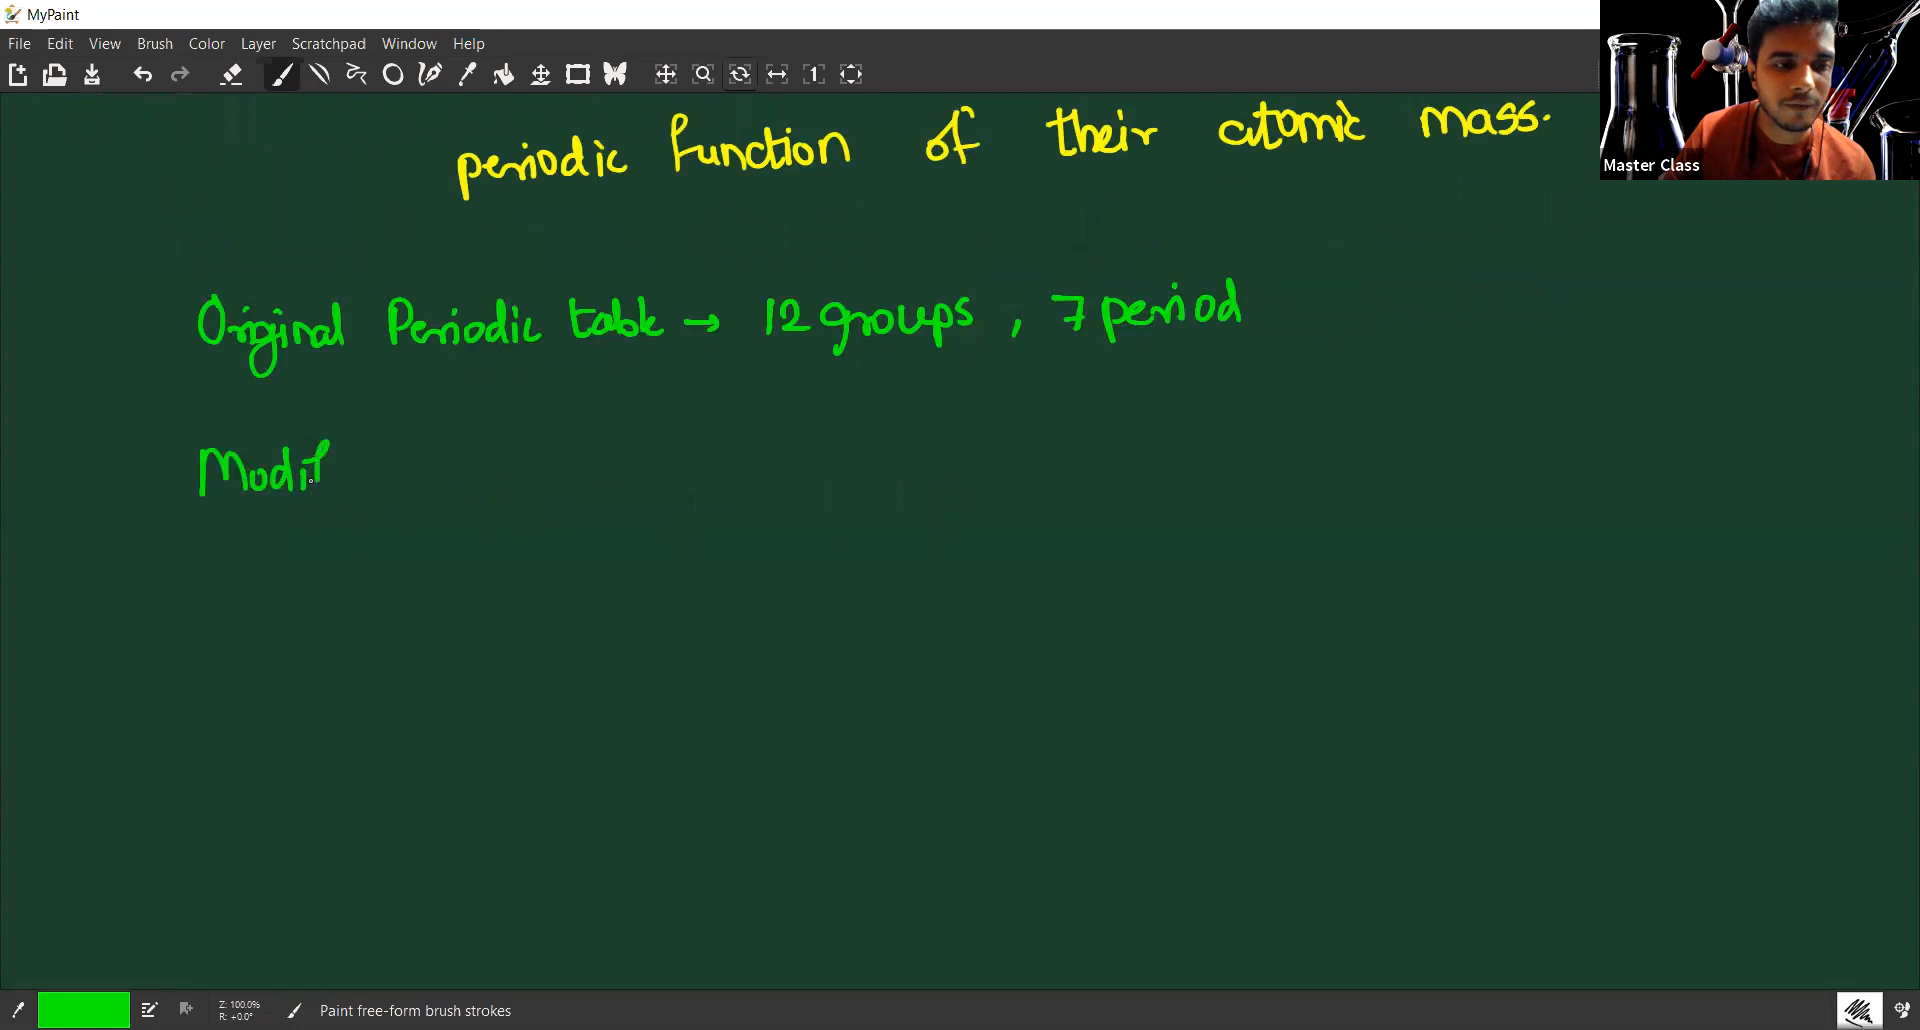 MyPaint
File Edit View Brush Color Layer Scratchpad Window Help
1
Master Class
periodic function of their atomic mass.
Original Periodic table → 12 groups , 7 period
Modif
Z: 100.0%
R: +0.0°
Paint free-form brush strokes